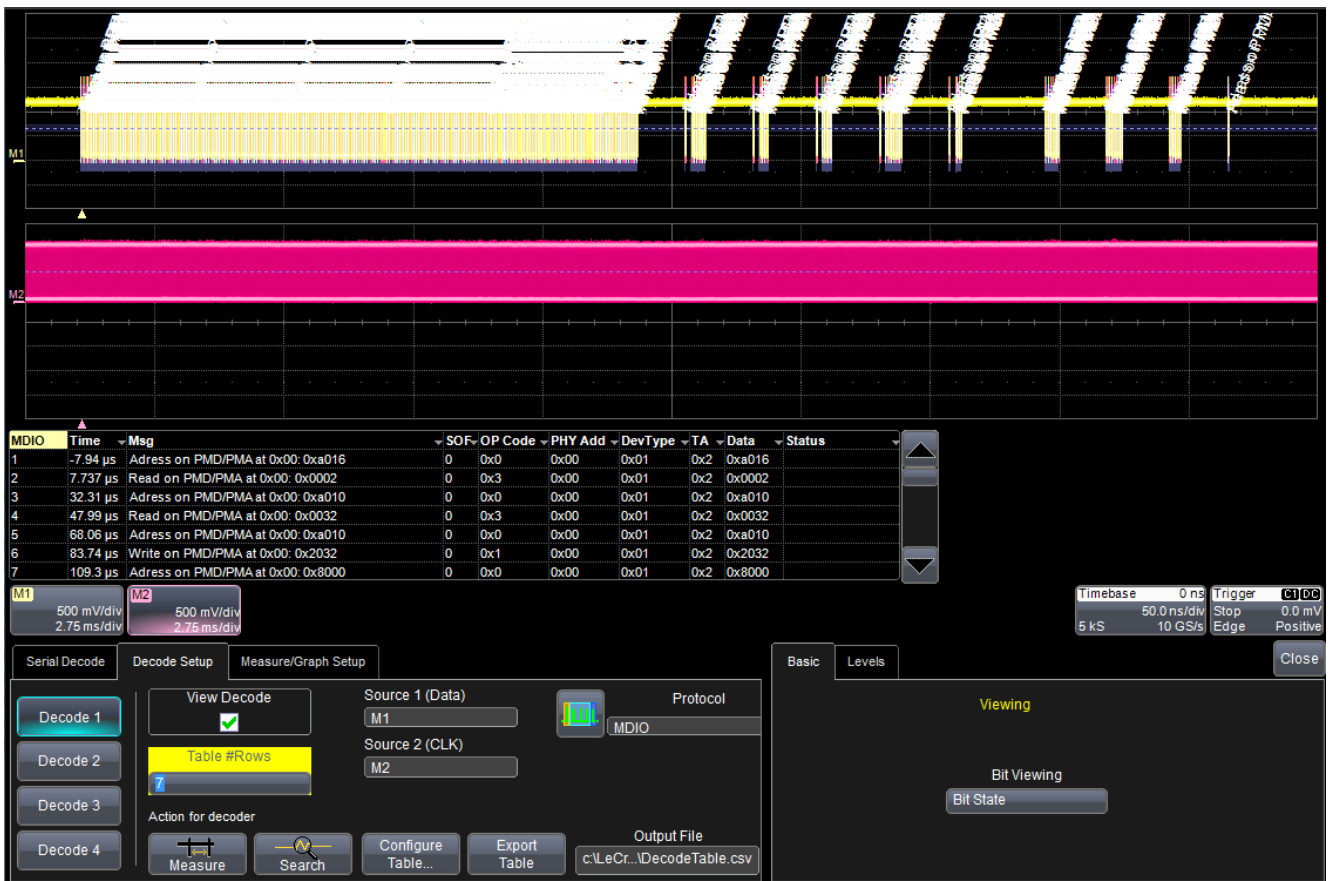 M1
M2
MDIO Time Msg SOF OP Code PHY Add DevType TA Data Status
1 -7.94 µs Adress on PMD/PMA at 0x00: 0xa016 0 0x0 0x00 0x01 0x2 0xa016
2 7.737 µs Read on PMD/PMA at 0x00: 0x0002 0 0x3 0x00 0x01 0x2 0x0002
3 32.31 µs Adress on PMD/PMA at 0x00: 0xa010 0 0x0 0x00 0x01 0x2 0xa010
4 47.99 µs Read on PMD/PMA at 0x00: 0x0032 0 0x3 0x00 0x01 0x2 0x0032
5 68.06 µs Adress on PMD/PMA at 0x00: 0xa010 0 0x0 0x00 0x01 0x2 0xa010
6 83.74 µs Write on PMD/PMA at 0x00: 0x2032 0 0x1 0x00 0x01 0x2 0x2032
7 109.3 µs Adress on PMD/PMA at 0x00: 0x8000 0 0x0 0x00 0x01 0x2 0x8000
M1 M2 Timebase 0 ns Trigger C1 DC
500 mV/div 500 mV/div 50.0 ns/div Stop 0.0 mV
2.75 ms/div 2.75 ms/div 5 kS 10 GS/s Edge Positive
Serial Decode Decode Setup Measure/Graph Setup Basic Levels Close
Decode 1
Decode 2
Decode 3
Decode 4
View Decode
Table #Rows
7
Source 1 (Data)
M1
Source 2 (CLK)
M2
Protocol
MDIO
Action for decoder
Measure
Search
Configure
Table...
Export
Table
Output File
c:\LeCr...\DecodeTable.csv
Viewing
Bit Viewing
Bit State